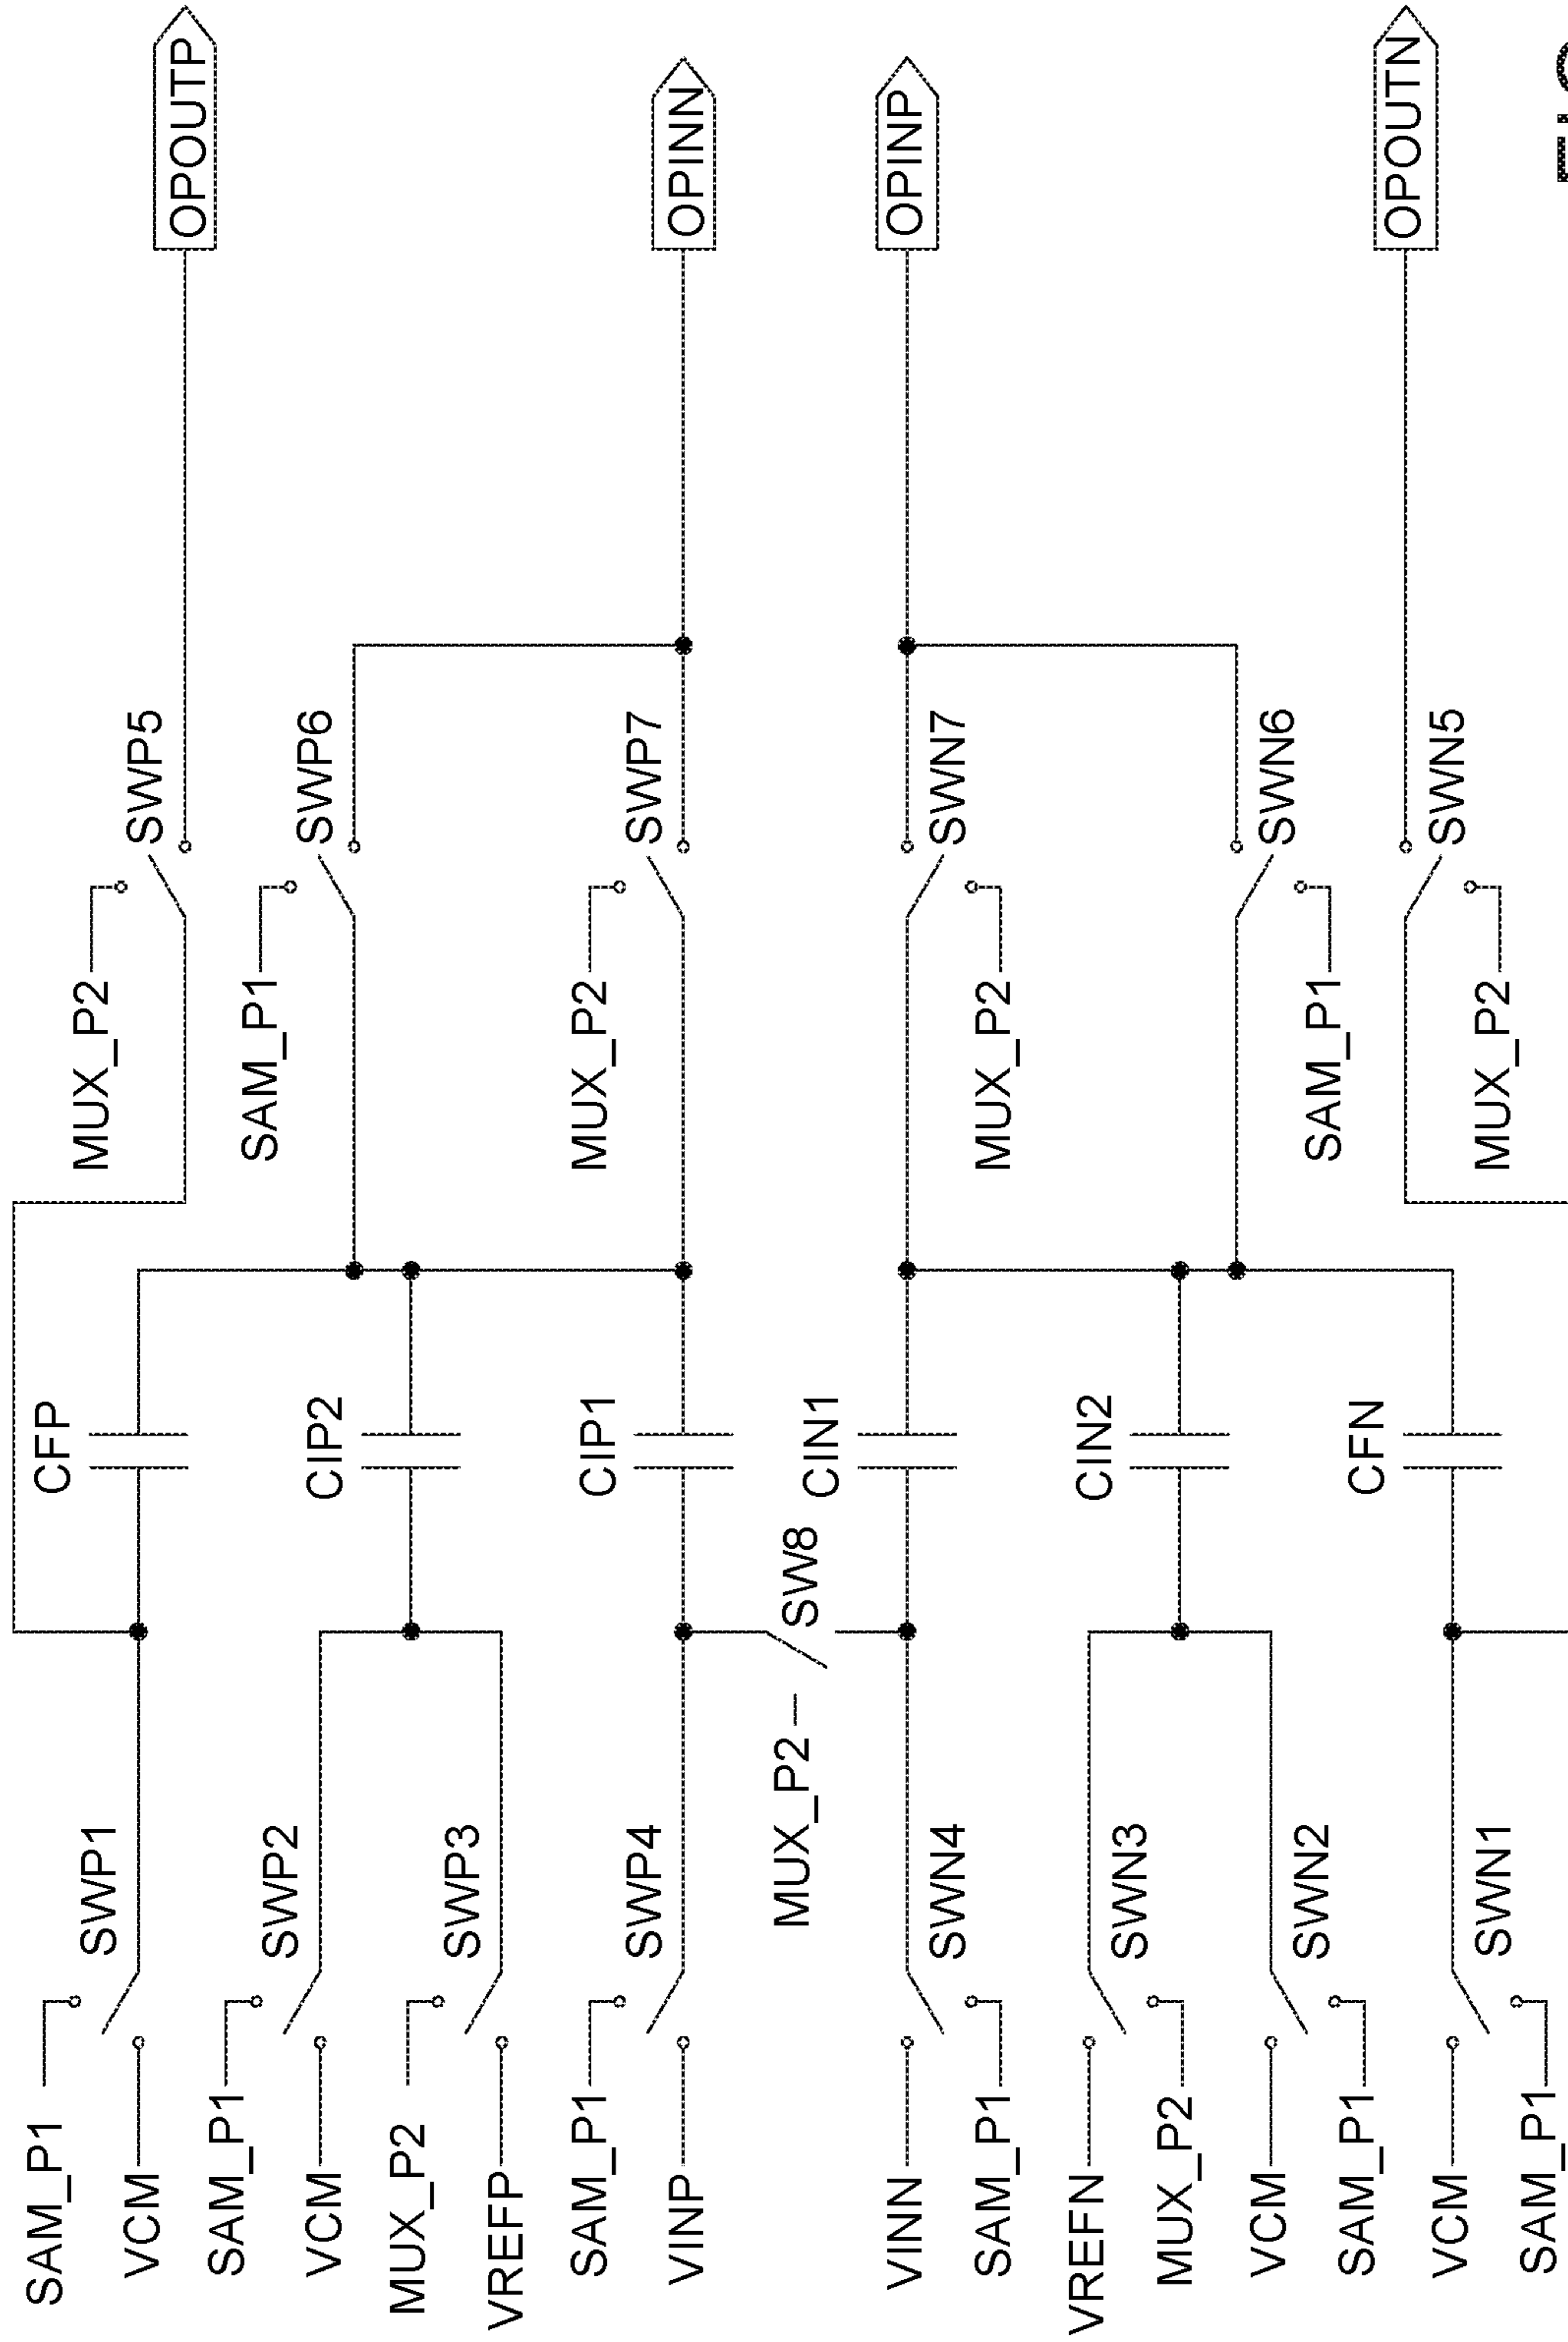 OPOUTP
OPINN
OPINP
OPOUTN
SWP5
SWP6
SWP7
SWN7
SWN6
SWN5
MUX_P2
SAM_P1
MUX_P2
MUX_P2
SAM_P1
MUX_P2
CFP
CIP2
CIP1
CIN1
CIN2
CFN
SW8
MUX_P2
SWP1
SWP2
SWP3
SWP4
SWN4
SWN3
SWN2
SWN1
SAM_P1
VCM
SAM_P1
VCM
MUX_P2
VREFP
SAM_P1
VINP
VINN
SAM_P1
VREFN
MUX_P2
VCM
SAM_P1
VCM
SAM_P1